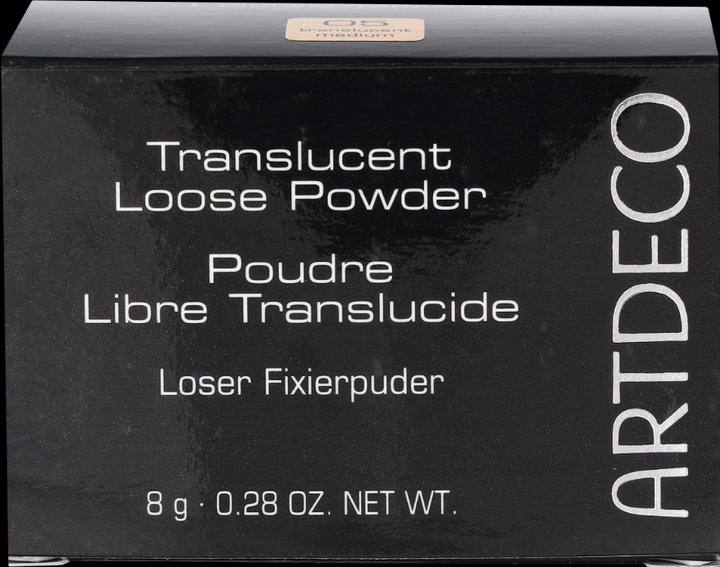 05
translucent
medium
Translucent
Loose Powder
Poudre
Libre Translucide
Loser Fixierpuder
8 g · 0.28 OZ. NET WT.
ARTDECO